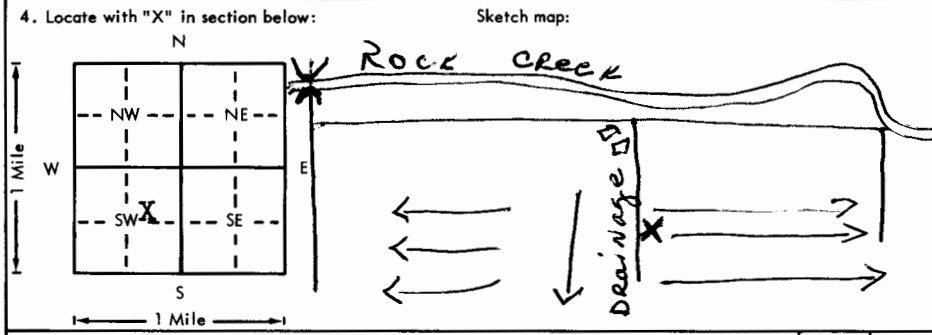 4. Locate with "X" in section below:
Sketch map:
N
ROCK CREEK
NW
NE
1 Mile
W
E
SW X
SE
X
DRAINAGE
S
1 Mile